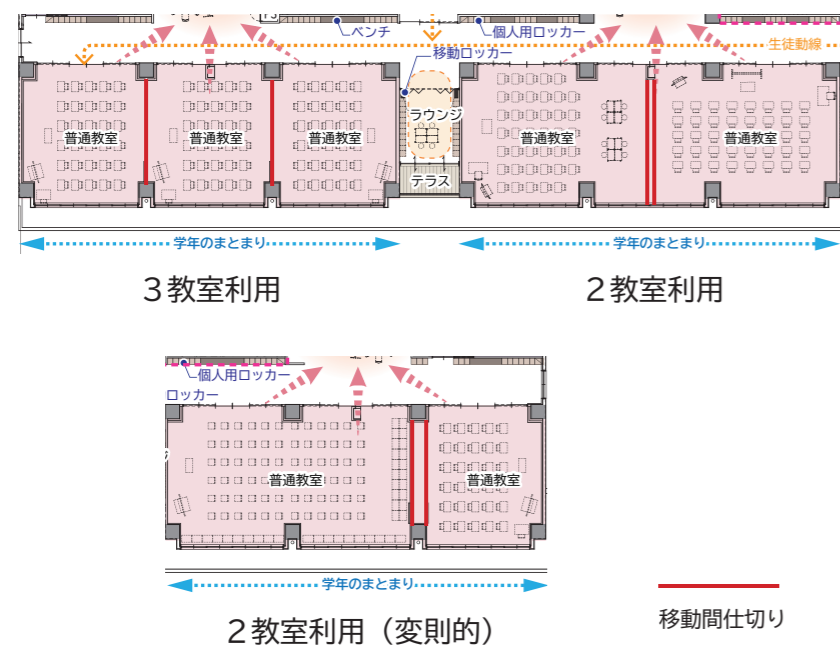 ベンチ
個人用ロッカー
生徒動線
移動ロッカー
ラウンジ
普通教室
普通教室
普通教室
普通教室
普通教室
テラス
学年のまとまり
学年のまとまり
3教室利用
2教室利用
個人用ロッカー
ロッカー
普通教室
普通教室
学年のまとまり
2教室利用（変則的）
移動間仕切り